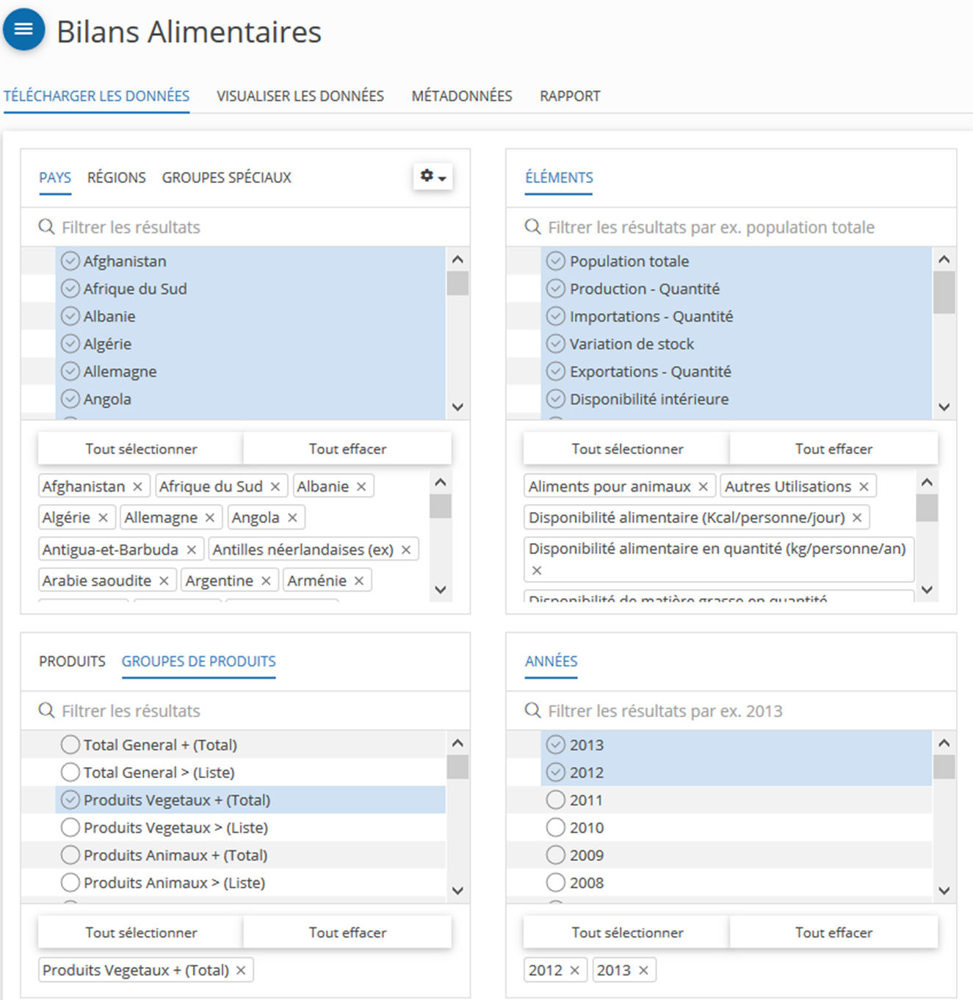 Bilans Alimentaires
TÉLÉCHARGER LES DONNÉES VISUALISER LES DONNÉES MÉTADONNÉES RAPPORT
PAYS RÉGIONS GROUPES SPÉCIAUX
Filtrer les résultats
Afghanistan
Afrique du Sud
Albanie
Algérie
Allemagne
Angola
Tout sélectionner Tout effacer
Afghanistan × Afrique du Sud × Albanie ×
Algérie × Allemagne × Angola ×
Antigua-et-Barbuda × Antilles néerlandaises (ex) ×
Arabie saoudite × Argentine × Arménie ×
ÉLÉMENTS
Filtrer les résultats par ex. population totale
Population totale
Production - Quantité
Importations - Quantité
Variation de stock
Exportations - Quantité
Disponibilité intérieure
Tout sélectionner Tout effacer
Aliments pour animaux × Autres Utilisations ×
Disponibilité alimentaire (Kcal/personne/jour) ×
Disponibilité alimentaire en quantité (kg/personne/an)
×
Disponibilité de matière grasse en quantité
PRODUITS GROUPES DE PRODUITS
Filtrer les résultats
Total General + (Total)
Total General > (Liste)
Produits Vegetaux + (Total)
Produits Vegetaux > (Liste)
Produits Animaux + (Total)
Produits Animaux > (Liste)
Tout sélectionner Tout effacer
Produits Vegetaux + (Total) ×
ANNÉES
Filtrer les résultats par ex. 2013
2013
2012
2011
2010
2009
2008
Tout sélectionner Tout effacer
2012 × 2013 ×